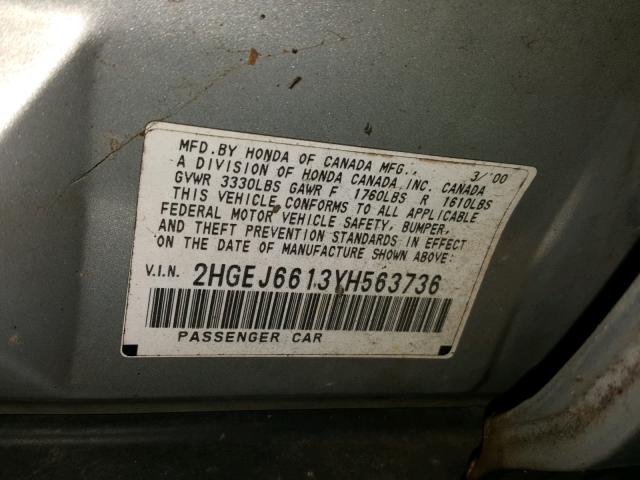 MFD. BY HONDA OF CANADA MFG., 3/'00
A DIVISION OF HONDA CANADA INC. CANADA
GVWR 3330LBS GAWR F 1760LBS R 1610LBS
THIS VEHICLE CONFORMS TO ALL APPLICABLE
FEDERAL MOTOR VEHICLE SAFETY, BUMPER,
AND THEFT PREVENTION STANDARDS IN EFFECT
ON THE DATE OF MANUFACTURE SHOWN ABOVE:
V.I.N. 2HGEJ6613YH563736
PASSENGER CAR